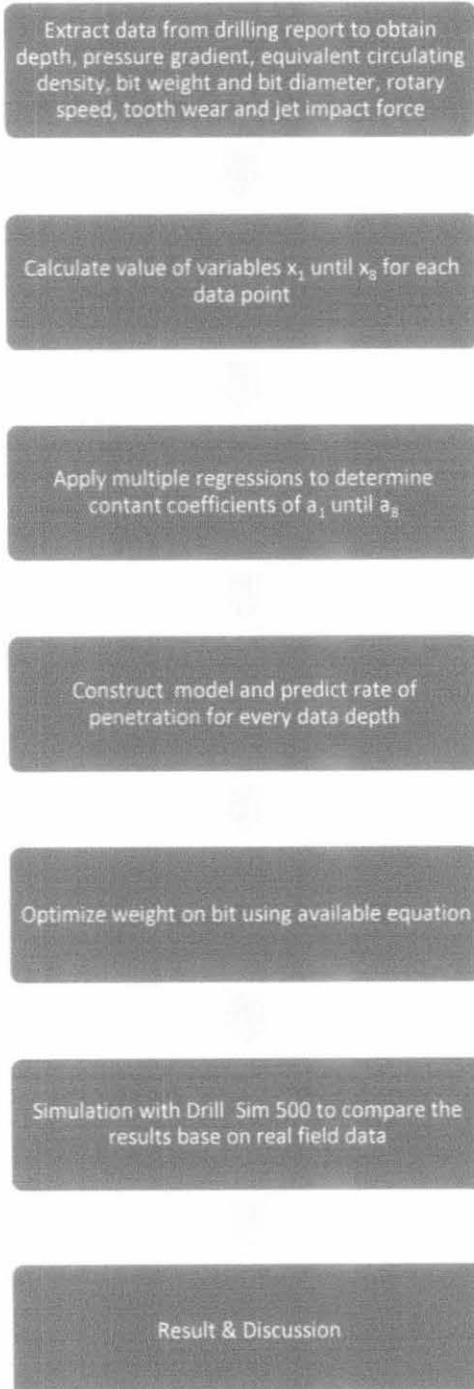 Extract data from drilling report to obtain
depth, pressure gradient, equivalent circulating
density, bit weight and bit diameter, rotary
speed, tooth wear and jet impact force
Calculate value of variables x₁ until x₈ for each
data point
Apply multiple regressions to determine
contant coefficients of a₁ until a₈
Construct model and predict rate of
penetration for every data depth
Optimize weight on bit using available equation
Simulation with Drill Sim 500 to compare the
results base on real field data
Result & Discussion